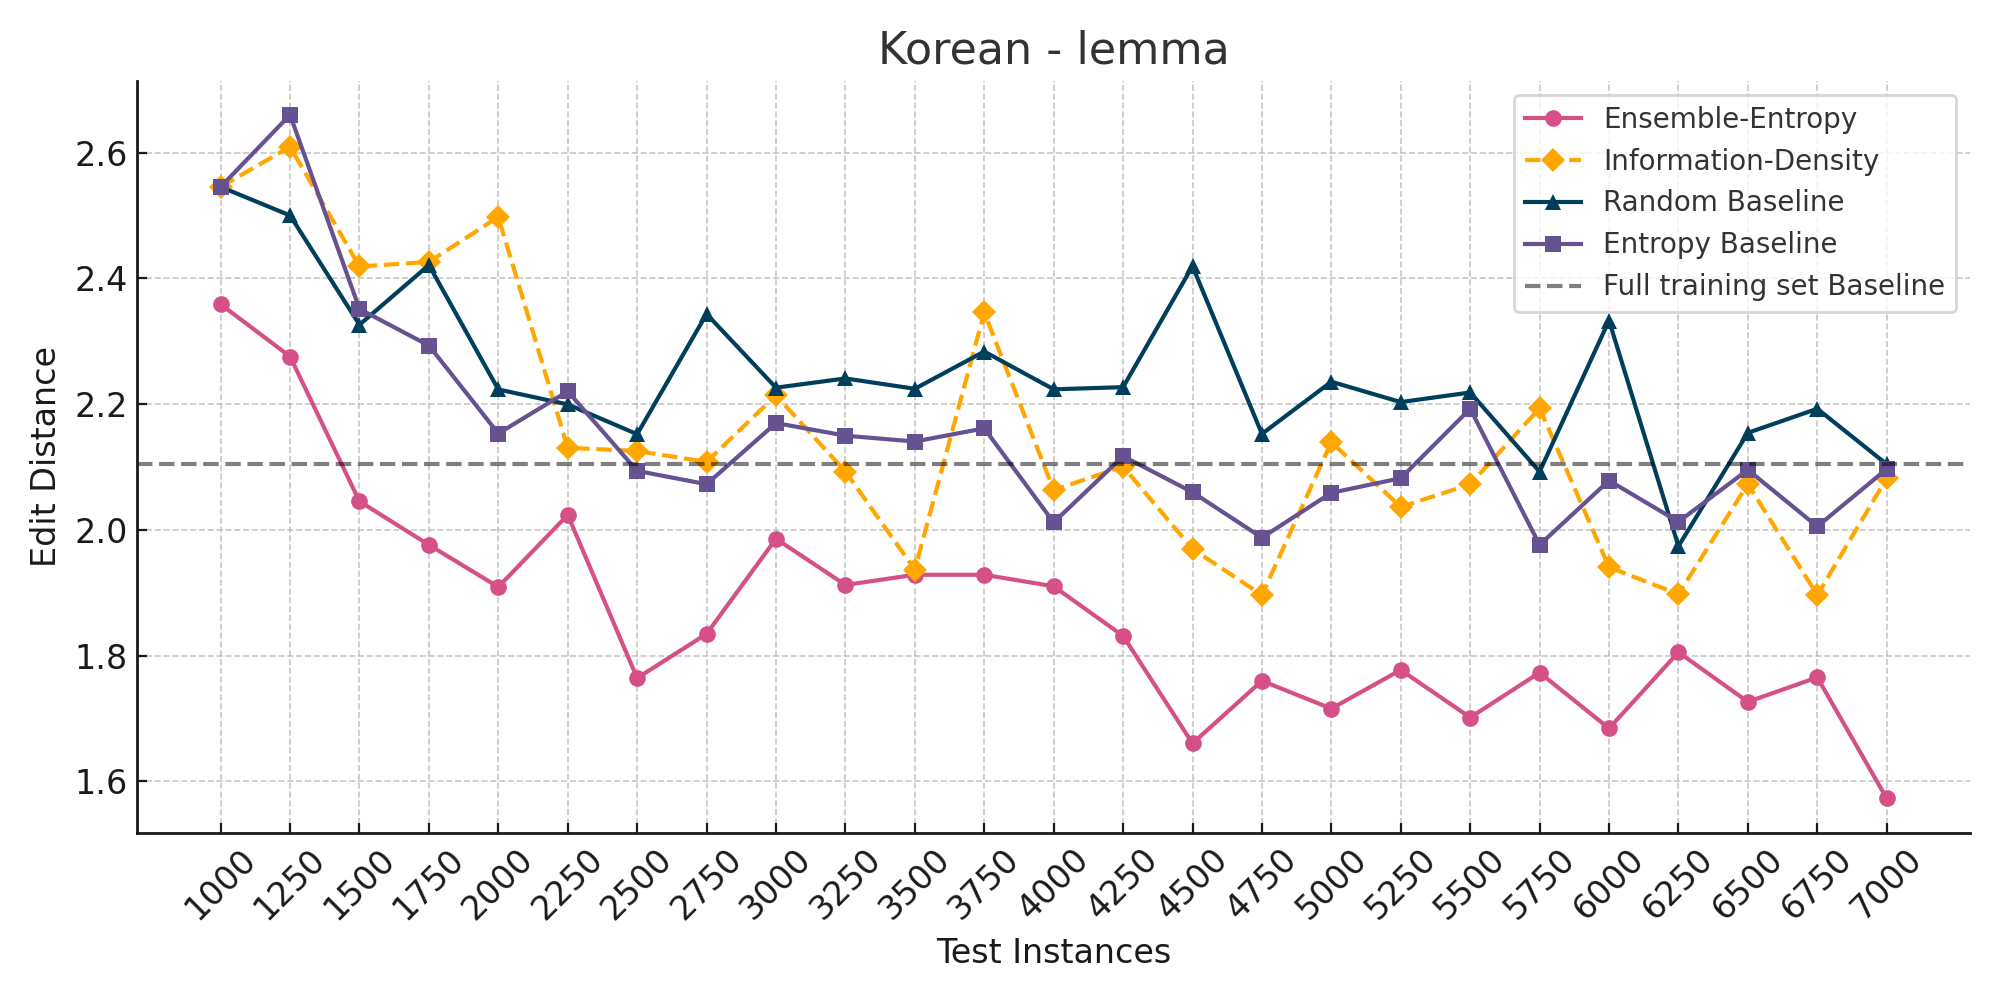 Korean - lemma
Ensemble-Entropy
Information-Density
Random Baseline
Entropy Baseline
Full training set Baseline
Edit Distance
2.6
2.4
2.2
2.0
1.8
1.6
1000 1250 1500 1750 2000 2250 2500 2750 3000 3250 3500 3750 4000 4250 4500 4750 5000 5250 5500 5750 6000 6250 6500 6750 7000
Test Instances